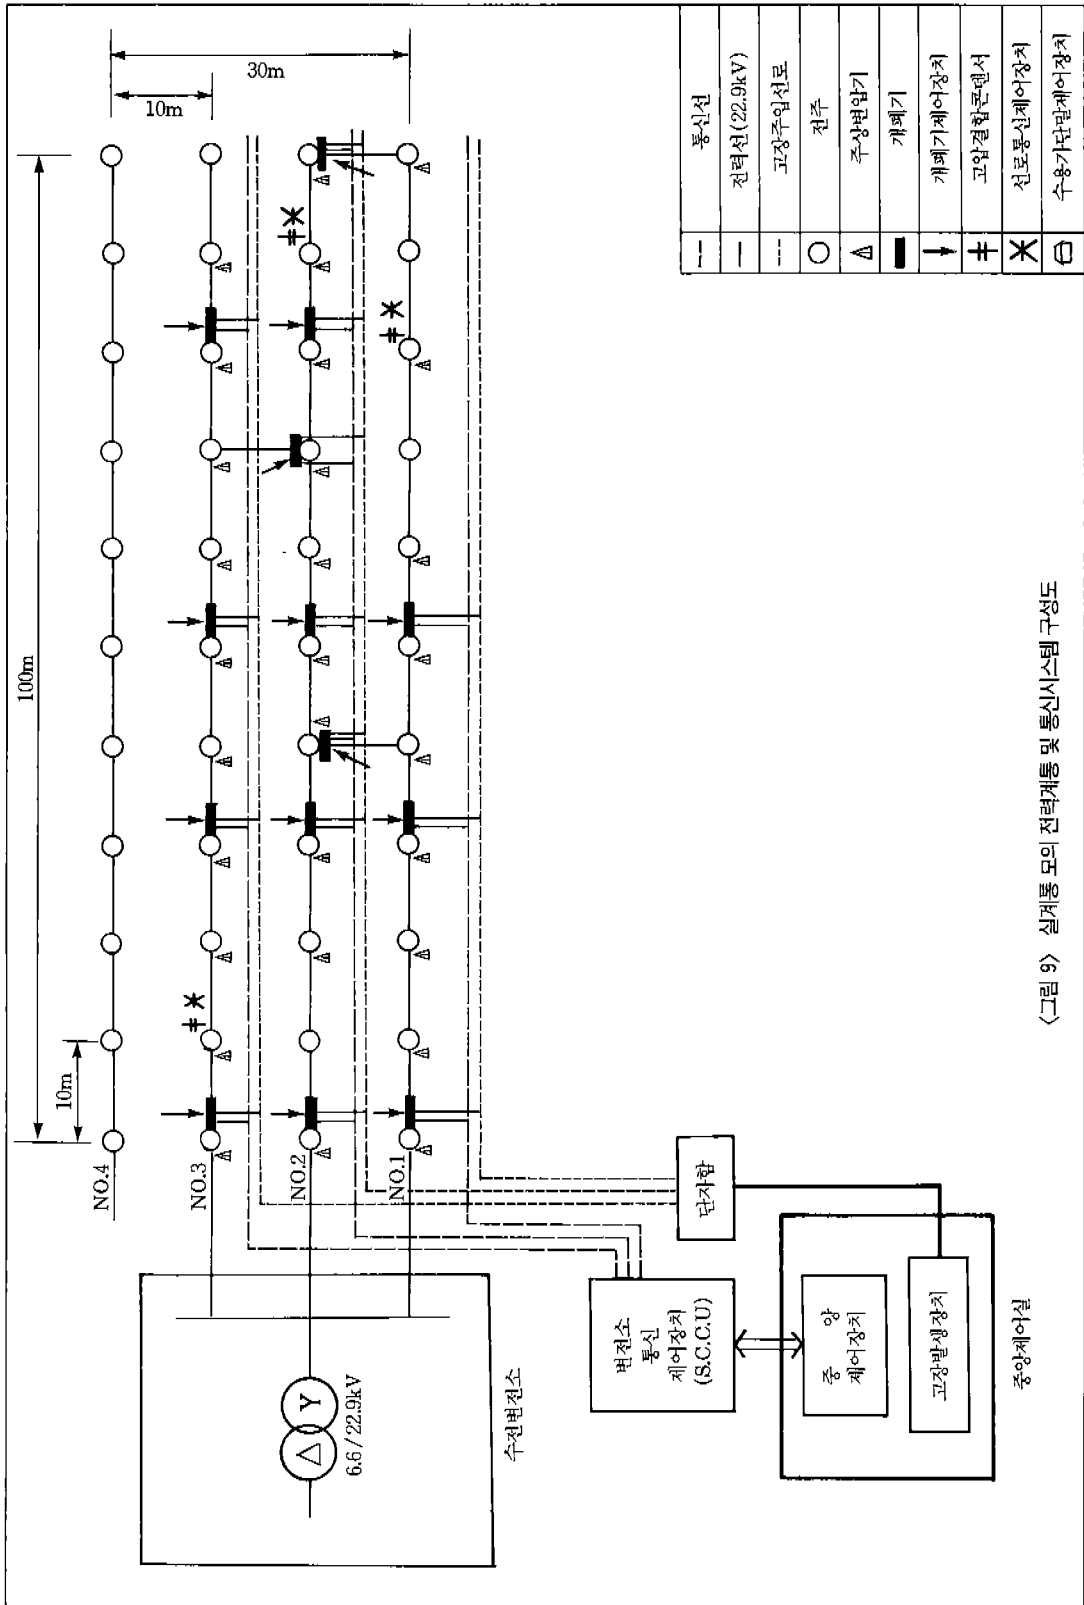 30m
10m
100m
10m
NO.4
NO.3
NO.2
NO.1
통신선
전력선(22.9kV)
고장주입선로
전주
주상변압기
개폐기
개폐기제어장치
고압결합콘덴서
선로통신제어장치
수용가단말제어장치
6.6/22.9kV
Y
수전변전소
변전소
통신
제어장치
(S.C.C.U)
단자함
중 앙
제어장치
고장발생장치
중앙제어실
〈그림 9〉 실계통 모의 전력계통 및 통신시스템 구성도